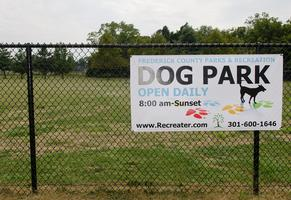 FREDERICK COUNTY PARKS & RECREATION
DOG PARK
OPEN DAILY
8:00 am-Sunset
www.Recreater.com
301-600-1646